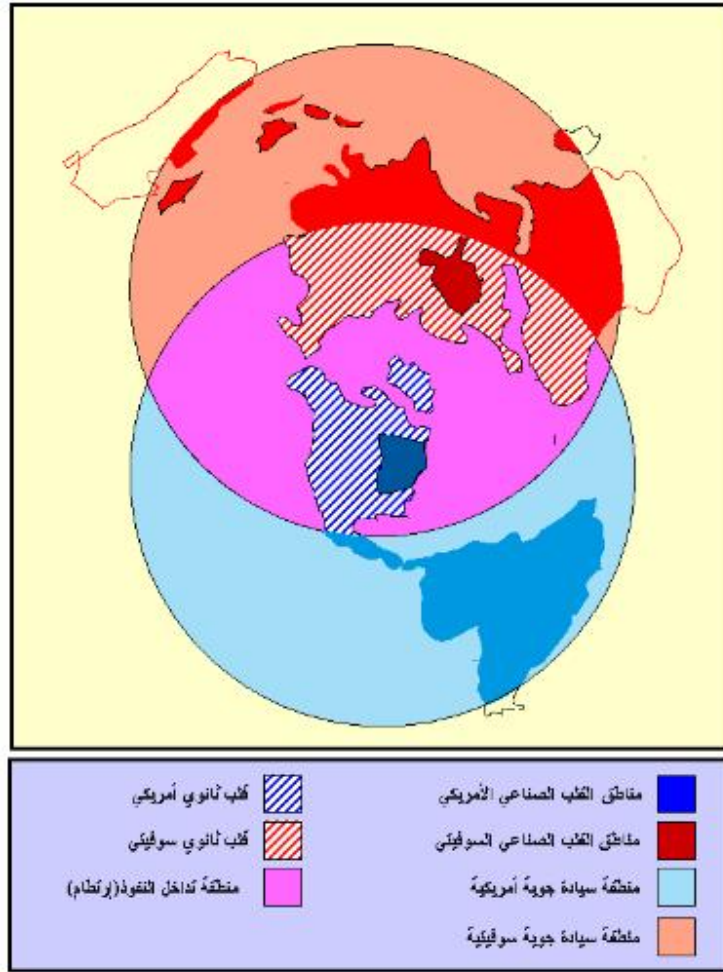 مناطق القلب الصناعي الأمريكي
قلب ثانوي أمريكي
مناطق القلب الصناعي السوفيتي
قلب ثانوي سوفيتي
منطقة سيادة جوية أمريكية
منطقة تداخل النفوذ(إرتطام)
منطقة سيادة جوية سوفيتية